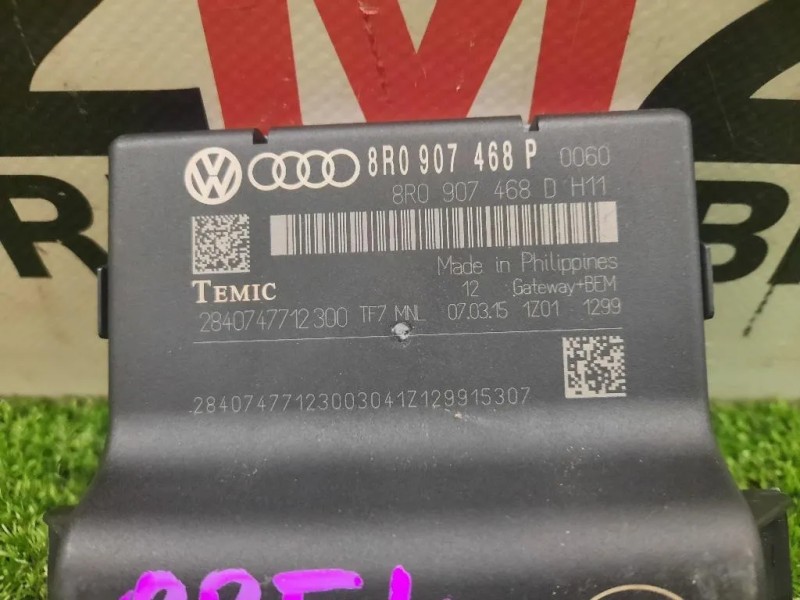 8R0 907 468 P 0060
8R0 907 468 D H11
Made in Philippines
TEMIC 12 Gateway+BEM
2840747712300 TF7 MNL 07.03.15 1Z01 1299
28407477123003041Z129915307